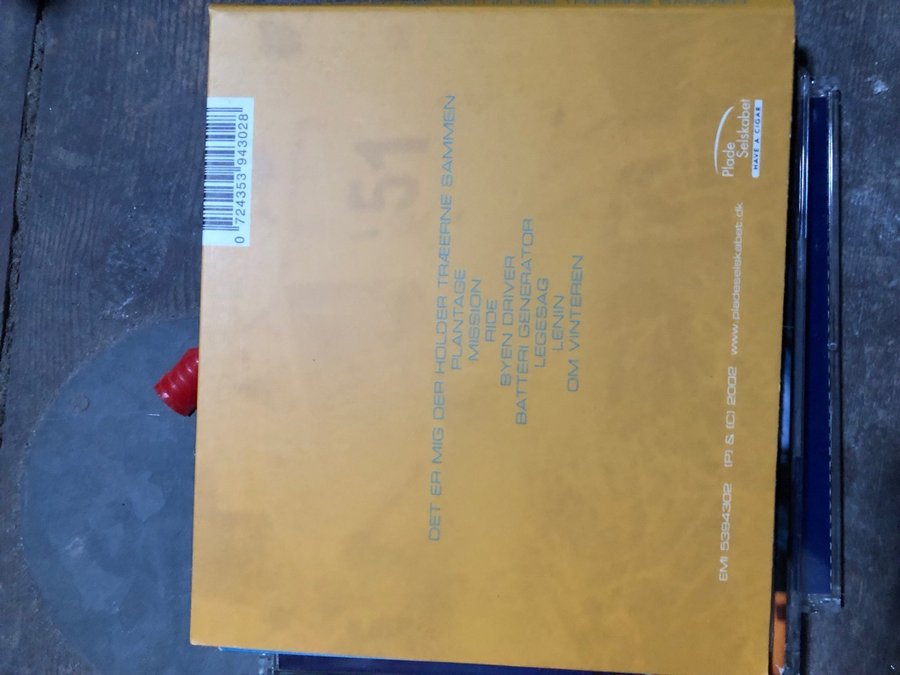 DET ER MIG DER HOLDER TRÆERNE SAMMEN
PLANTAGE
MISSION
RIDE
BYEN DRIVER
BATTERI GENERATOR
LEGESAG
LENIN
OM VINTEREN
'51
0 724353 943028
EMI 5394302 (P) & (C) 2002 www.pladeselskabet.dk
Plade
Selskabet
HAVE A CIGAR